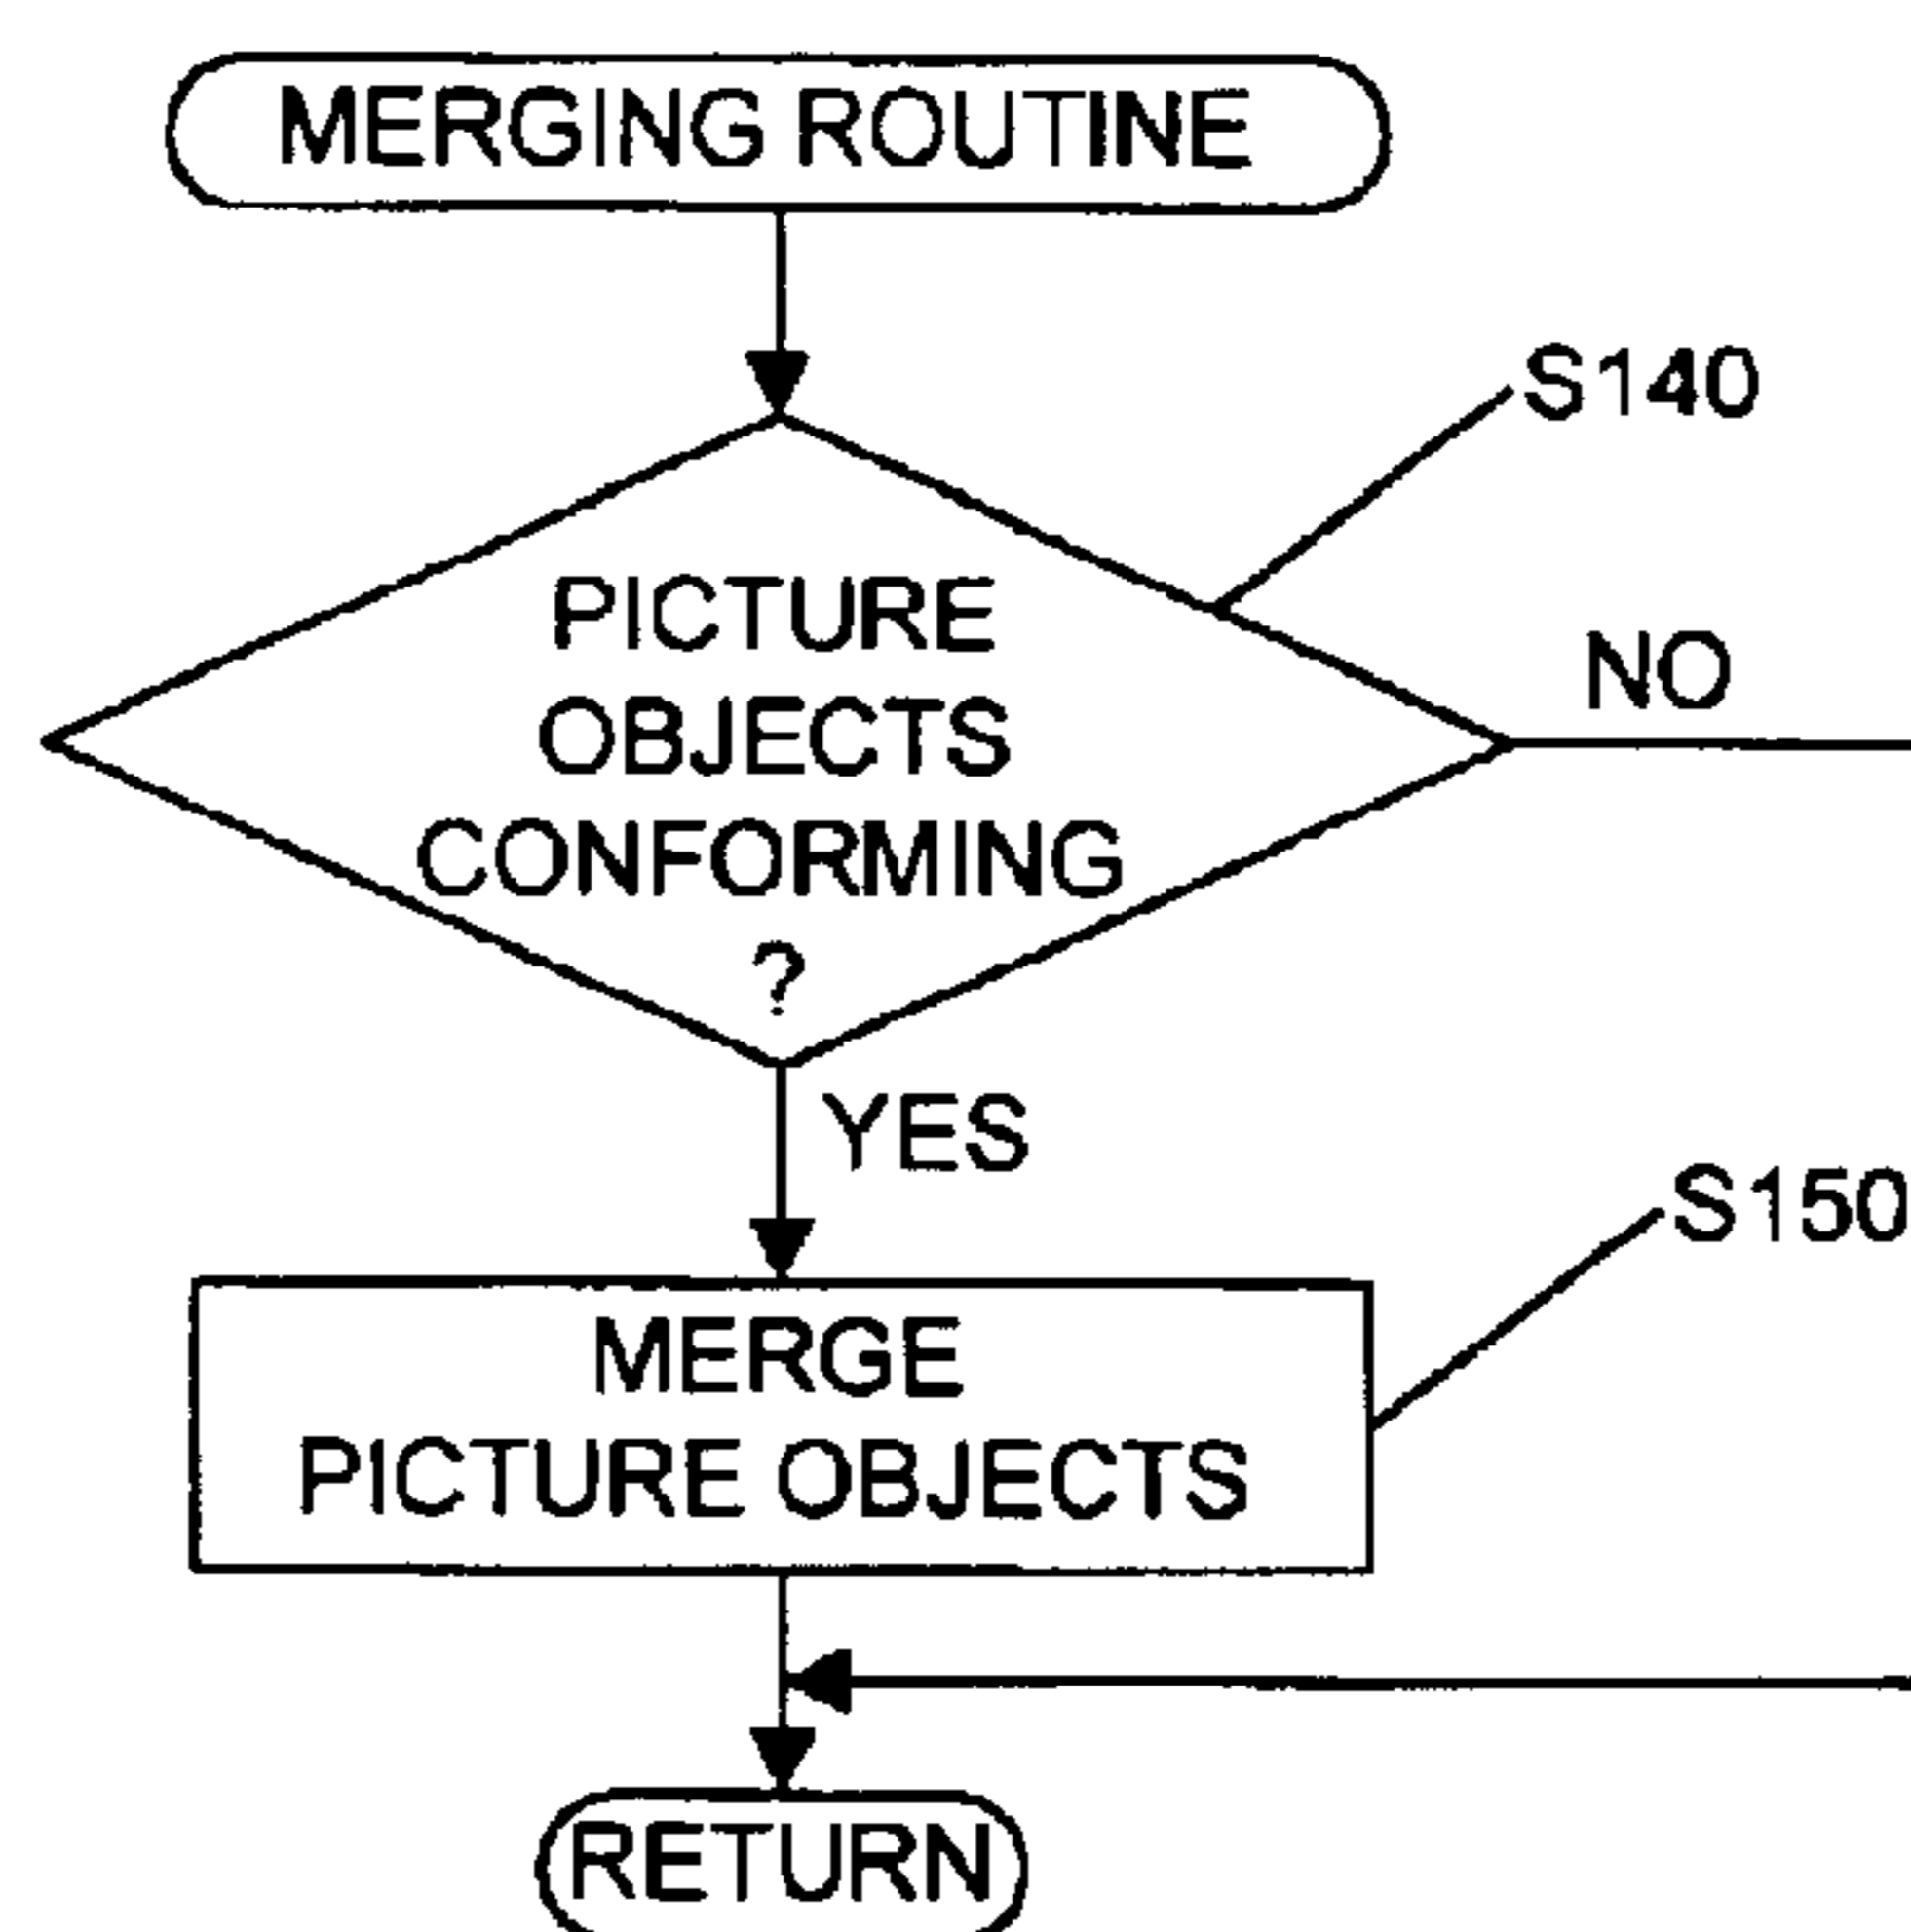 MERGING ROUTINE
S140
PICTURE
OBJECTS
CONFORMING
?
NO
YES
S150
MERGE
PICTURE OBJECTS
RETURN